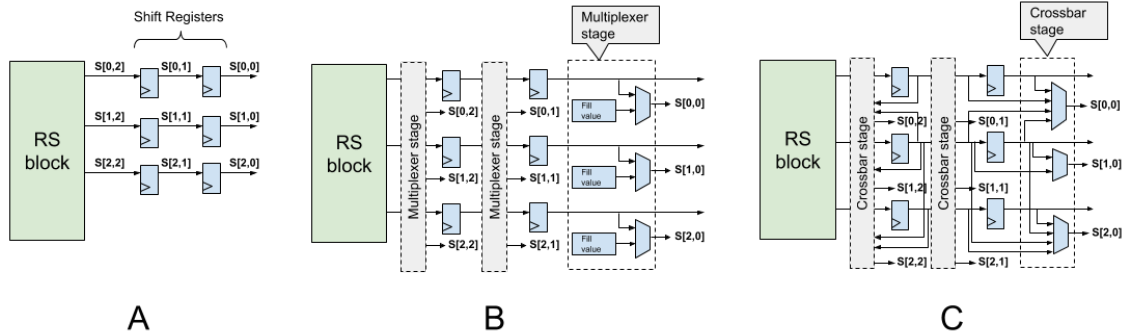 Shift Registers
S[0,2]
S[0,1]
S[0,0]
S[1,2]
S[1,1]
S[1,0]
S[2,2]
S[2,1]
S[2,0]
RS
block
A
Multiplexer
stage
RS
block
Multiplexer stage
Multiplexer stage
S[0,2]
S[0,1]
Fill
value
S[0,0]
S[1,2]
S[1,1]
Fill
value
S[1,0]
S[2,2]
S[2,1]
Fill
value
S[2,0]
B
Crossbar
stage
RS
block
Crossbar stage
Crossbar stage
S[0,2]
S[0,1]
S[0,0]
S[1,2]
S[1,1]
S[1,0]
S[2,2]
S[2,1]
S[2,0]
C